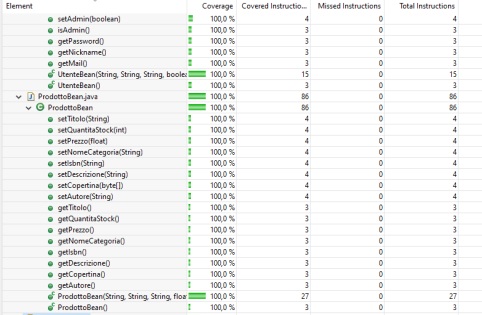 Element Coverage Covered Instructio... Missed Instructions Total Instructions
setAdmin(boolean) 100,0 % 4 0 4
isAdmin() 100,0 % 3 0 3
getPassword() 100,0 % 3 0 3
getNickname() 100,0 % 3 0 3
getMail() 100,0 % 3 0 3
UtenteBean(String, String, String, boolea 100,0 % 15 0 15
UtenteBean() 100,0 % 3 0 3
ProdottoBean.java 100,0 % 86 0 86
ProdottoBean 100,0 % 86 0 86
setTitolo(String) 100,0 % 4 0 4
setQuantitaStock(int) 100,0 % 4 0 4
setPrezzo(float) 100,0 % 4 0 4
setNomeCategoria(String) 100,0 % 4 0 4
setIsbn(String) 100,0 % 4 0 4
setDescrizione(String) 100,0 % 4 0 4
setCopertina(byte[]) 100,0 % 4 0 4
setAutore(String) 100,0 % 4 0 4
getTitolo() 100,0 % 3 0 3
getQuantitaStock() 100,0 % 3 0 3
getPrezzo() 100,0 % 3 0 3
getNomeCategoria() 100,0 % 3 0 3
getIsbn() 100,0 % 3 0 3
getDescrizione() 100,0 % 3 0 3
getCopertina() 100,0 % 3 0 3
getAutore() 100,0 % 3 0 3
ProdottoBean(String, String, String, floa 100,0 % 27 0 27
ProdottoBean() 100,0 % 3 0 3